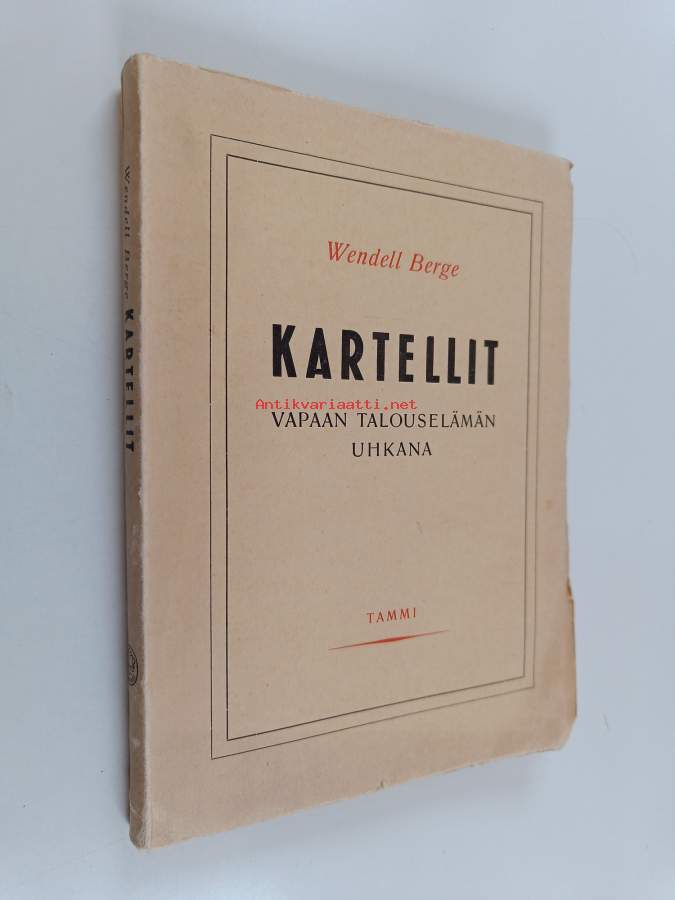 Wendell Berge
KARTELLIT
Antikvariaatti.net
VAPAAN TALOUSELÄMÄN
UHKANA
TAMMI
Wendell Berge KARTELLIT